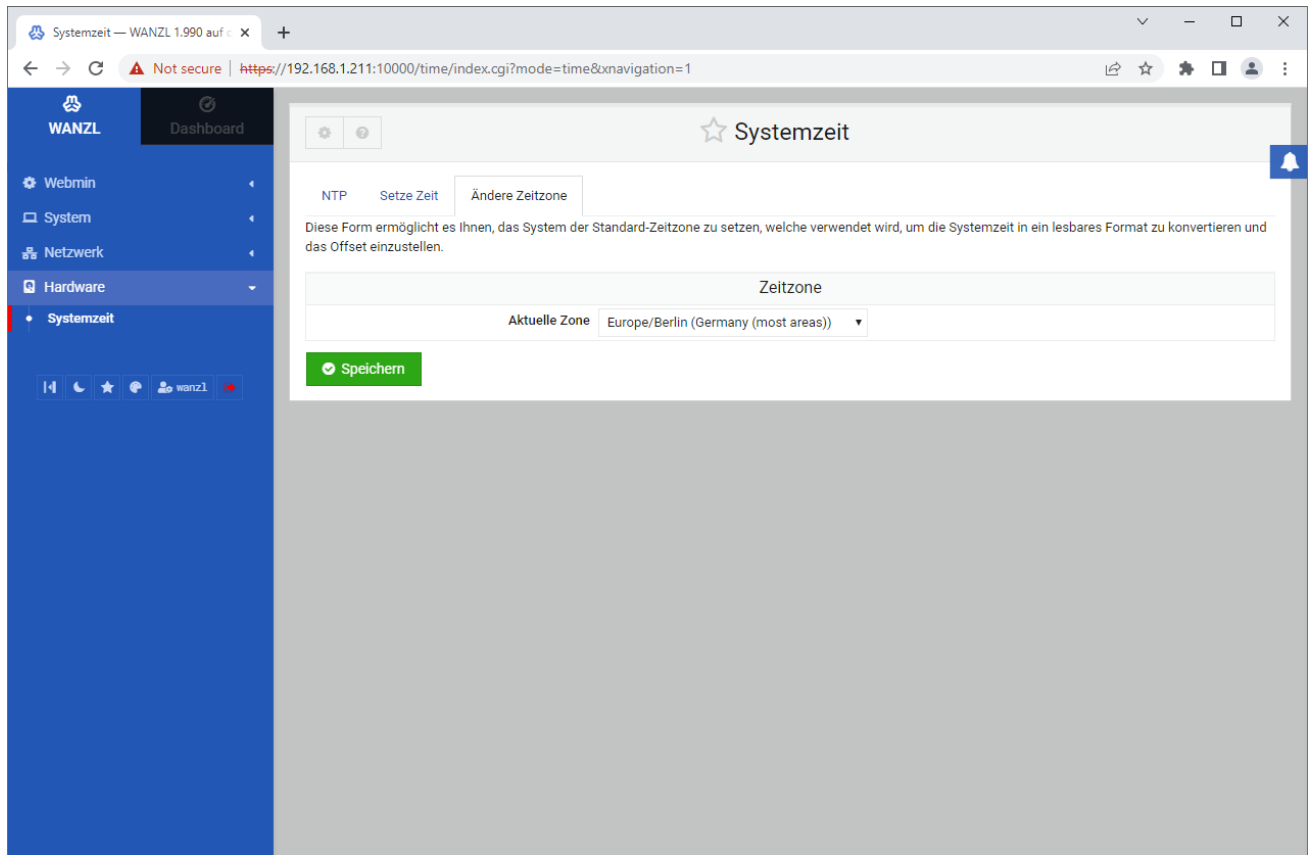 Systemzeit — WANZL 1.990 auf
Not secure | https://192.168.1.211:10000/time/index.cgi?mode=time&xnavigation=1
WANZL
Dashboard
Systemzeit
Webmin
System
Netzwerk
Hardware
Systemzeit
wanzl
NTP
Setze Zeit
Ändere Zeitzone
Diese Form ermöglicht es Ihnen, das System der Standard-Zeitzone zu setzen, welche verwendet wird, um die Systemzeit in ein lesbares Format zu konvertieren und
das Offset einzustellen.
Zeitzone
Aktuelle Zone Europe/Berlin (Germany (most areas))
Speichern